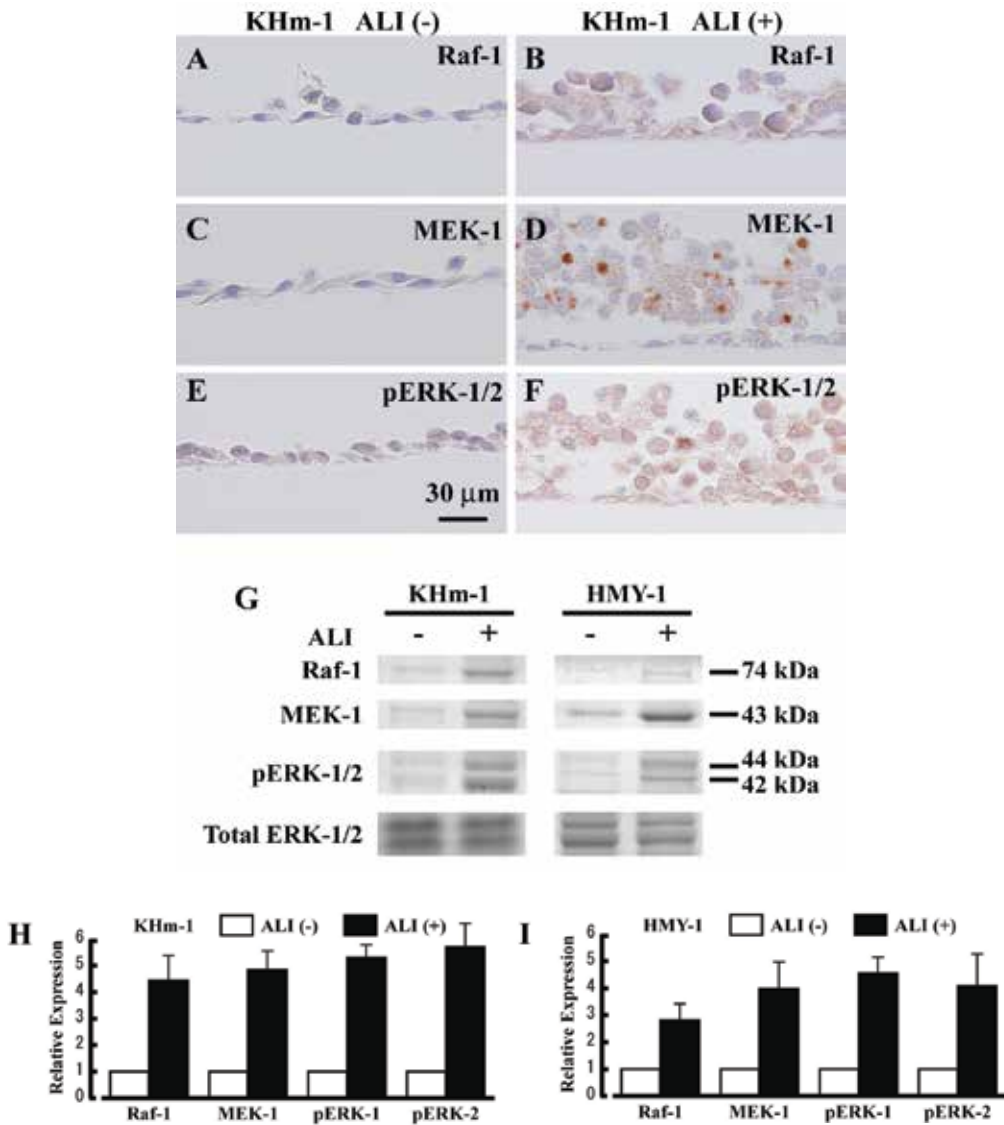 KHm-1 ALI (-) KHm-1 ALI (+)
A Raf-1 B Raf-1
C MEK-1 D MEK-1
E pERK-1/2 F pERK-1/2
30 μm
G KHm-1 HMY-1
ALI - + - +
Raf-1 74 kDa
MEK-1 43 kDa
pERK-1/2 44 kDa
42 kDa
Total ERK-1/2
H KHm-1 ALI (-) ALI (+)
Relative Expression
6
5
4
3
2
1
0
Raf-1 MEK-1 pERK-1 pERK-2
I HMY-1 ALI (-) ALI (+)
Relative Expression
6
5
4
3
2
1
0
Raf-1 MEK-1 pERK-1 pERK-2